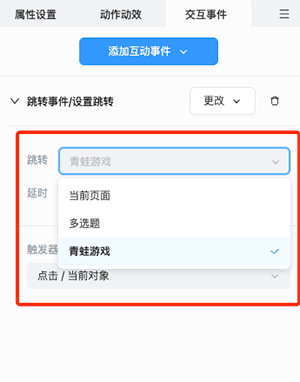 属性设置 动作动效 交互事件
添加互动事件
跳转事件/设置跳转 更改
跳转 青蛙游戏
延时
当前页面
多选题
青蛙游戏
触发器
点击 / 当前对象